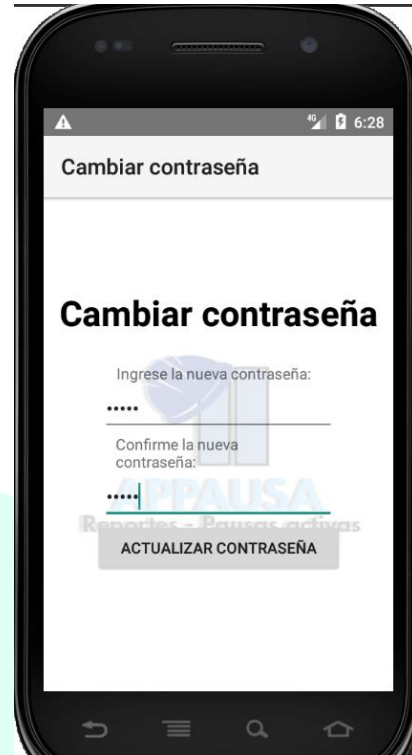 4G 6:28
Cambiar contraseña
Cambiar contraseña
Ingrese la nueva contraseña:
•••••
Confirme la nueva
contraseña:
•••••
APPAUSA
Reportes - Pausas activas
ACTUALIZAR CONTRASEÑA